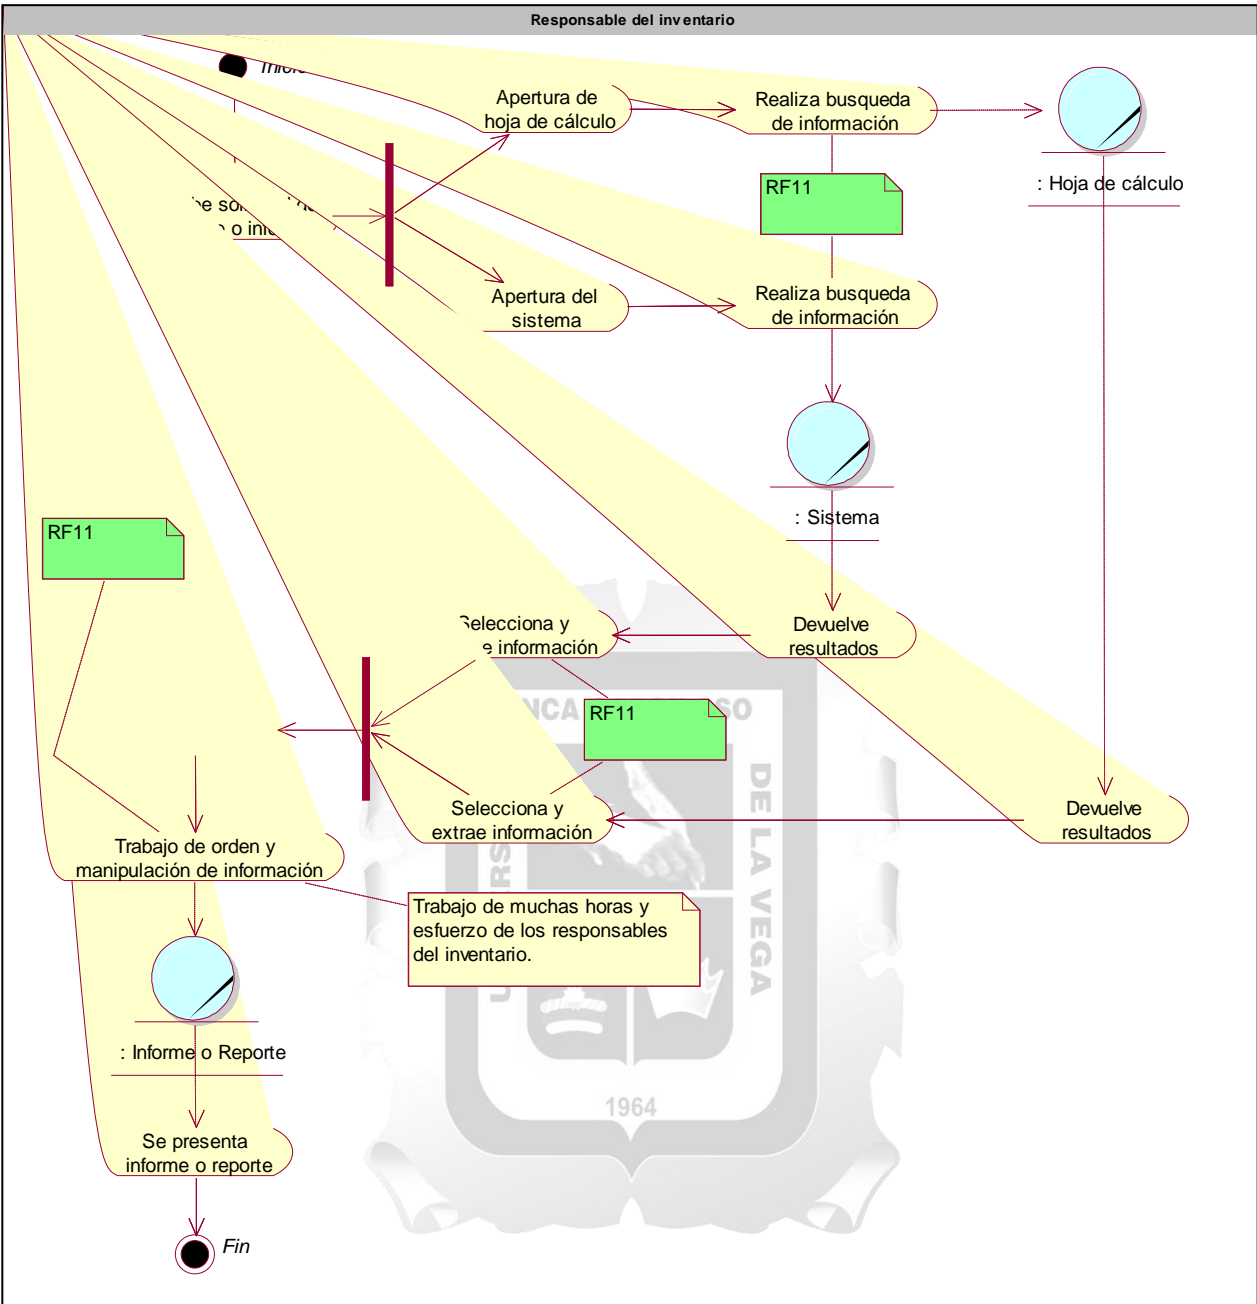 Responsable del inventario
Apertura de
hoja de cálculo
Realiza busqueda
de información
: Hoja de cálculo
RF11
Apertura del
sistema
Realiza busqueda
de información
: Sistema
RF11
Selecciona y
información
Devuelve
resultados
RF11
Selecciona y
extrae información
Devuelve
resultados
Trabajo de orden y
manipulación de información
Trabajo de muchas horas y
esfuerzo de los responsables
del inventario.
: Informe o Reporte
Se presenta
informe o reporte
Fin
DE LA VEGA
1964